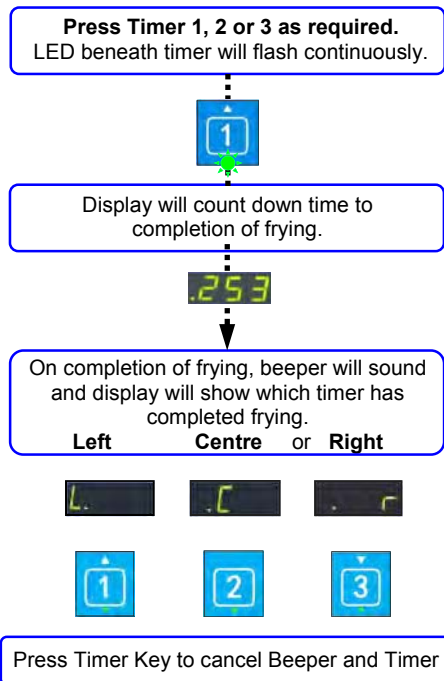 Press Timer 1, 2 or 3 as required.
LED beneath timer will flash continuously.
1
Display will count down time to
completion of frying.
.253
On completion of frying, beeper will sound
and display will show which timer has
completed frying.
Left Centre or Right
L. .C . r
1 2 3
Press Timer Key to cancel Beeper and Timer